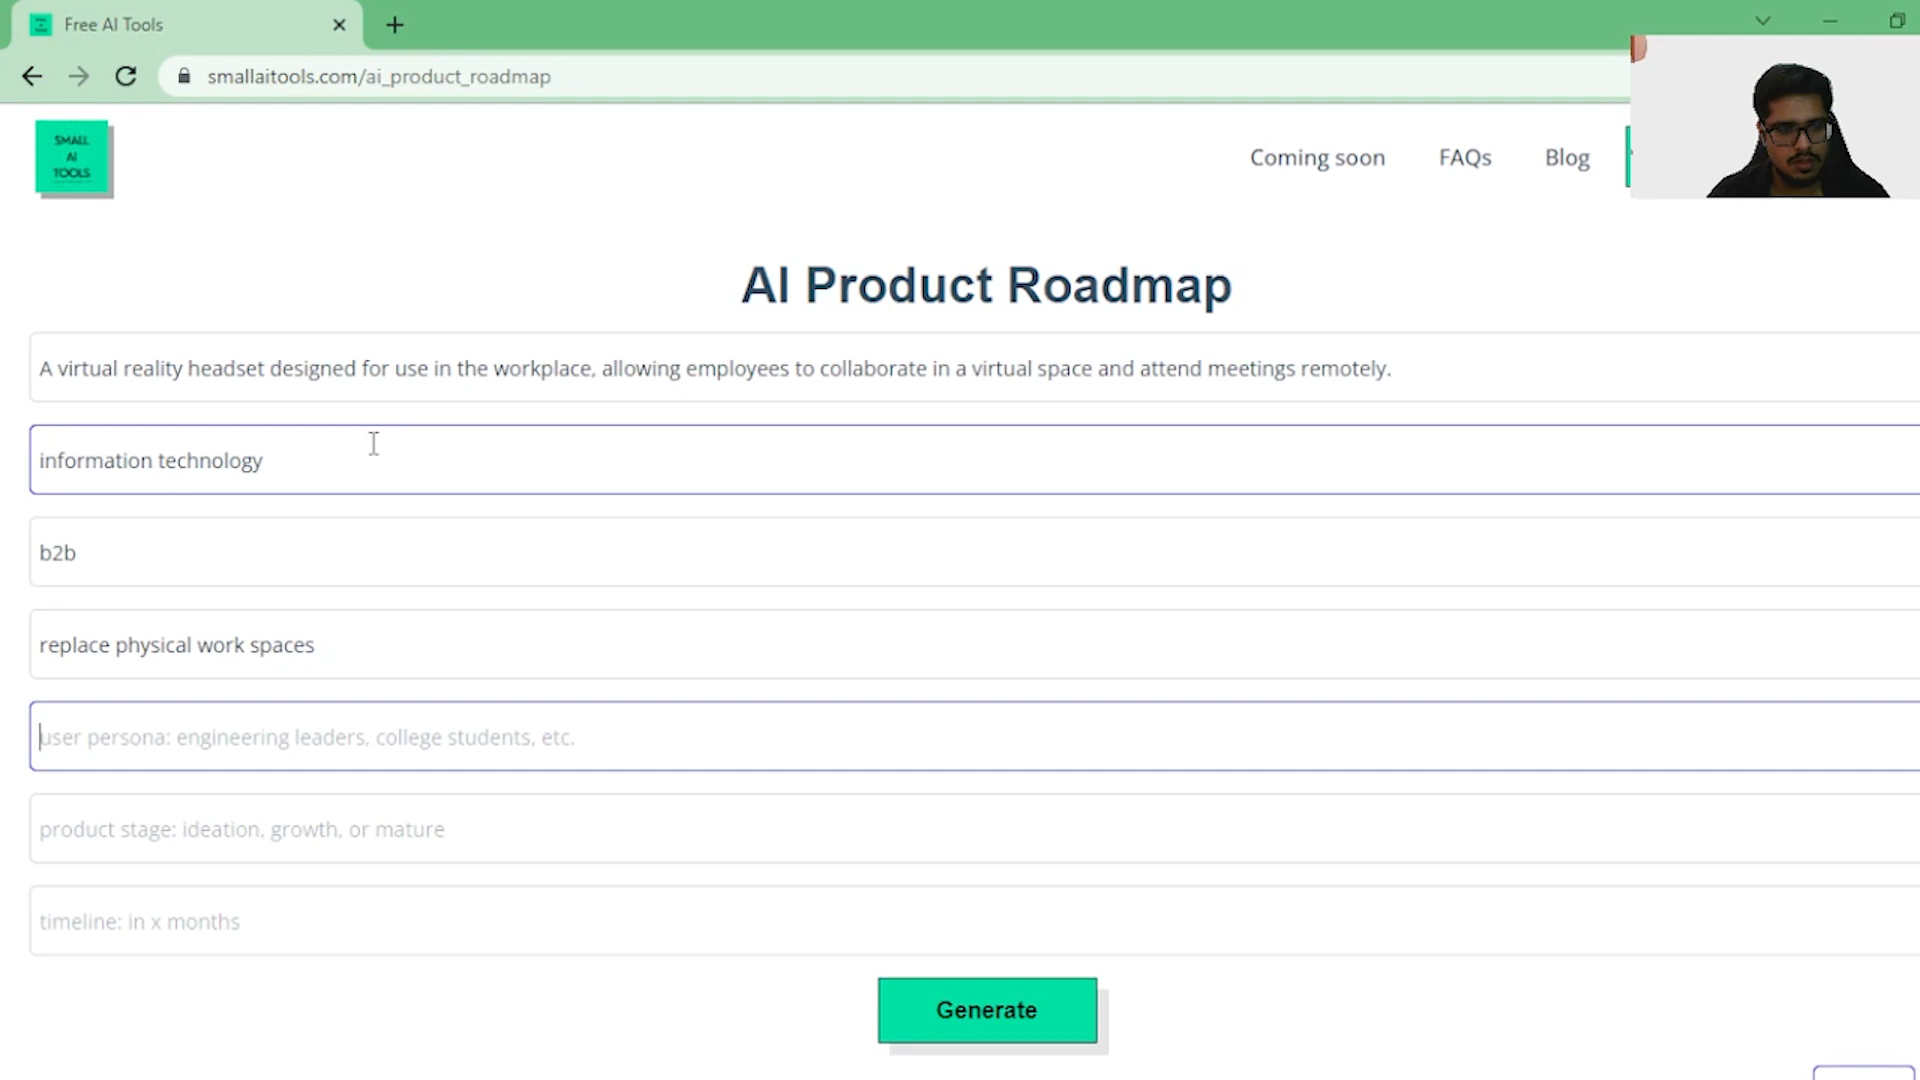 Free AI Tools
smallaitools.com/ai_product_roadmap
SMALL
AI
TOOLS
Coming soon
FAQs
Blog
AI Product Roadmap
A virtual reality headset designed for use in the workplace, allowing employees to collaborate in a virtual space and attend meetings remotely.
information technology
b2b
replace physical work spaces
user persona: engineering leaders, college students, etc.
product stage: ideation, growth, or mature
timeline: in x months
Generate